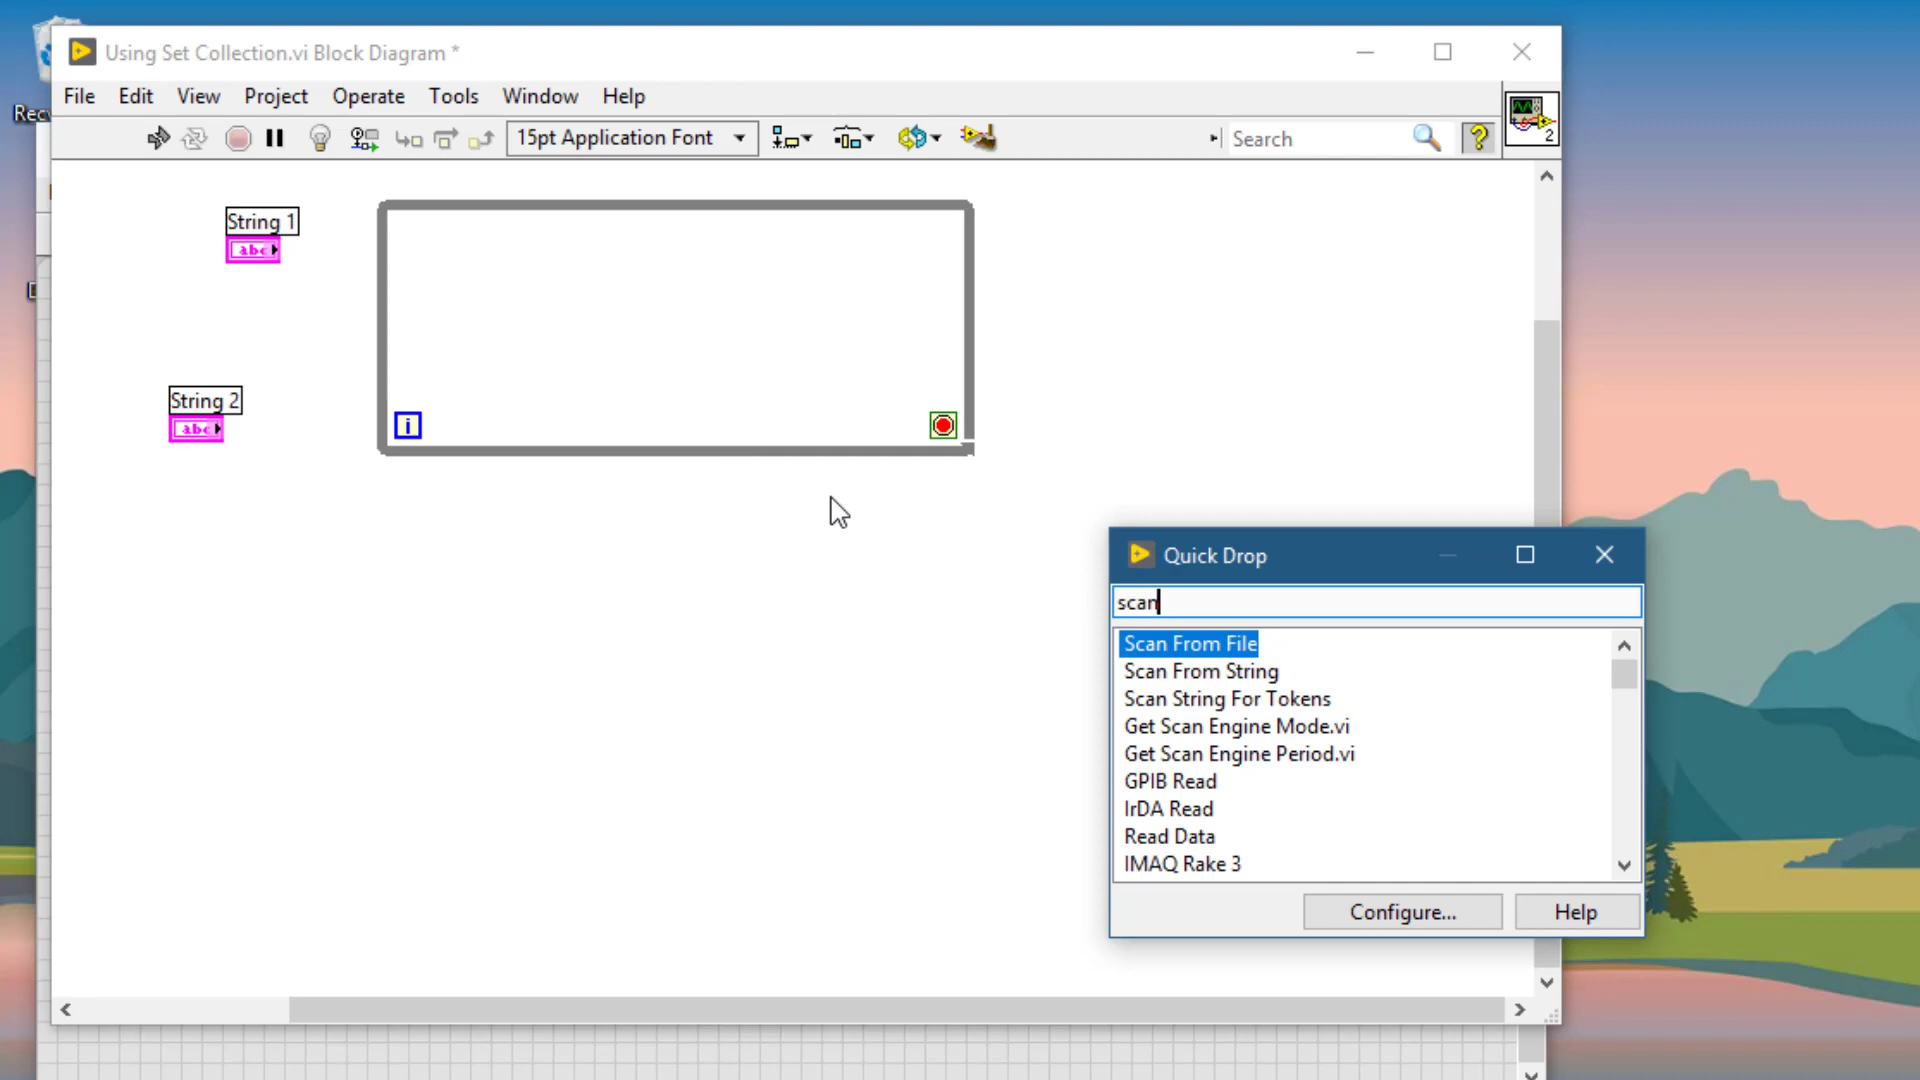 Using Set Collection.vi Block Diagram *
File Edit View Project Operate Tools Window Help
15pt Application Font
Search
2
String 1
abc
String 2
abc
i
Quick Drop
scan
Scan From File
Scan From String
Scan String For Tokens
Get Scan Engine Mode.vi
Get Scan Engine Period.vi
GPIB Read
IrDA Read
Read Data
IMAQ Rake 3
Configure...
Help